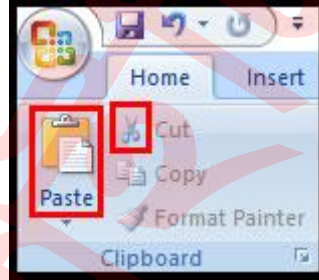 Home Insert
Cut
Copy
Paste
Format Painter
Clipboard